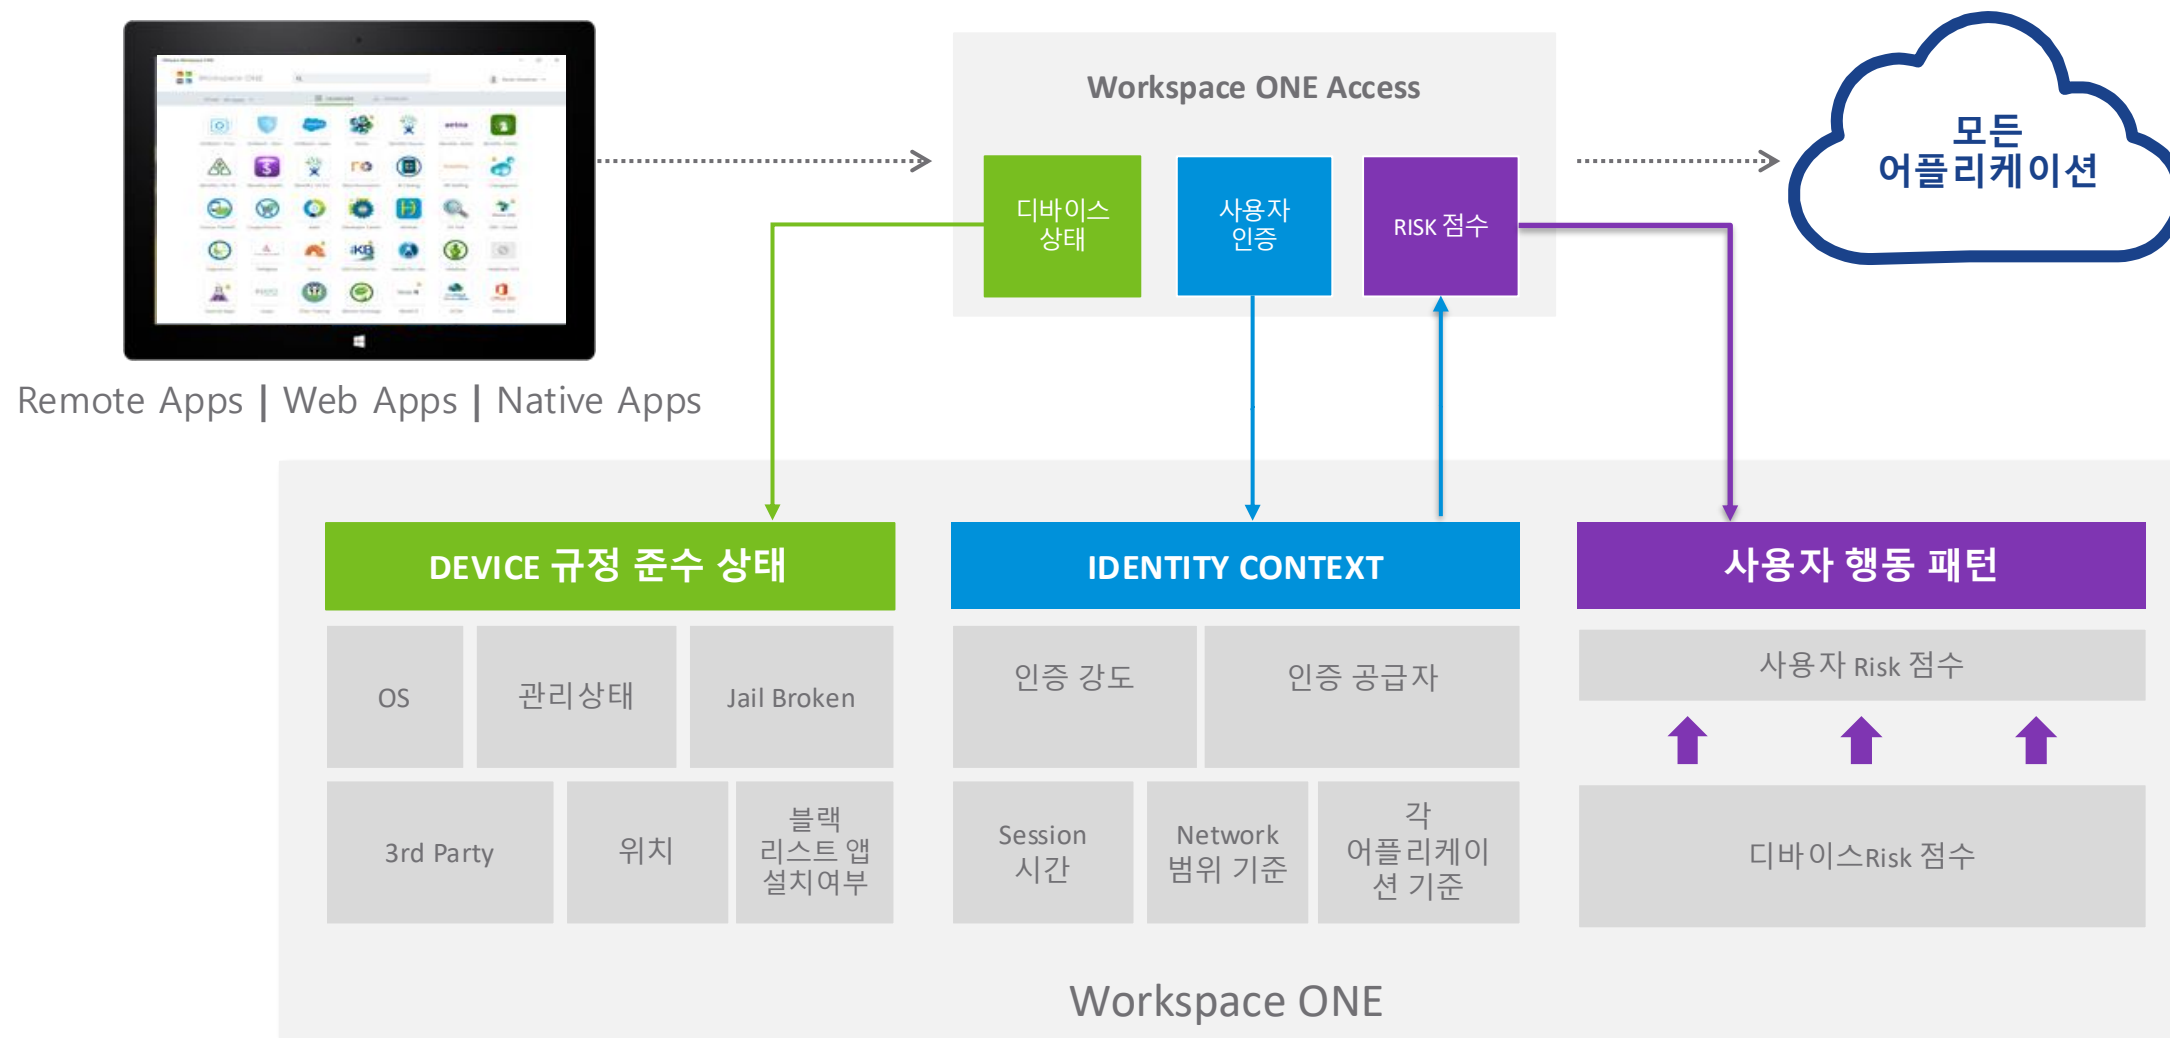 Workspace ONE
Workspace ONE Access
디바이스
상태
사용자
인증
RISK 점수
모든
어플리케이션
Remote Apps | Web Apps | Native Apps
DEVICE 규정 준수 상태
OS
관리상태
Jail Broken
3rd Party
위치
블랙
리스트 앱
설치여부
IDENTITY CONTEXT
인증 강도
인증 공급자
Session
시간
Network
범위 기준
각
어플리케이
션 기준
사용자 행동 패턴
사용자 Risk 점수
디바이스Risk 점수
Workspace ONE